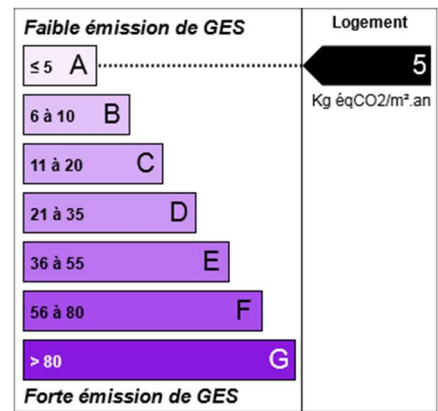 Faible émission de GES
Logement
≤ 5 A
5
Kg éqCO2/m².an
6 à 10 B
11 à 20 C
21 à 35 D
36 à 55 E
56 à 80 F
> 80 G
Forte émission de GES